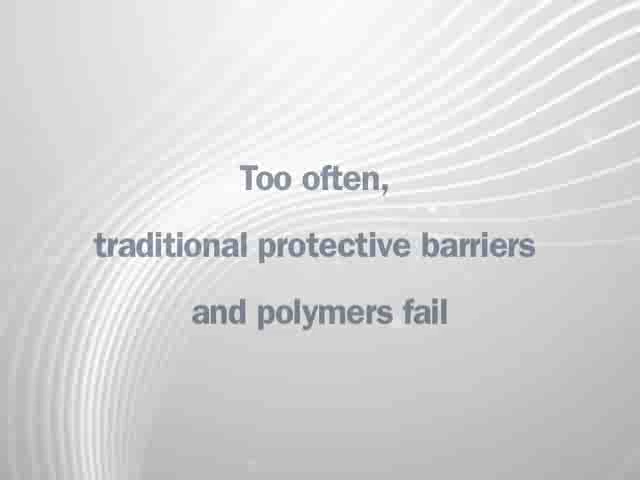 Too often,
traditional protective barriers
and polymers fail